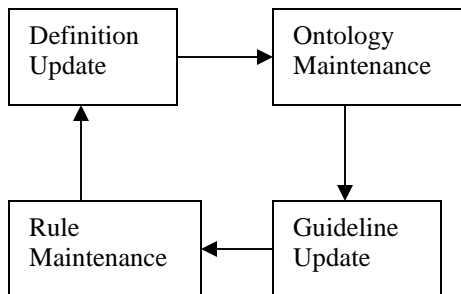 Definition
Update
Ontology
Maintenance
Rule
Maintenance
Guideline
Update